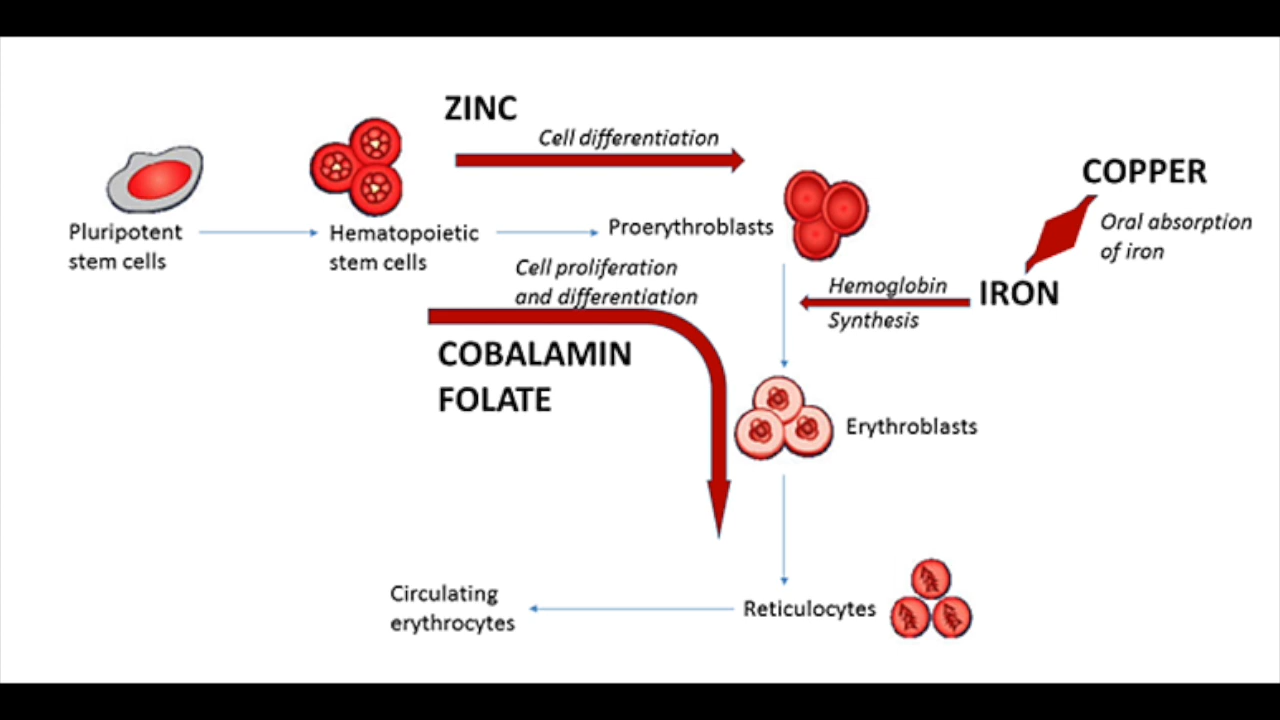 ZINC
Cell differentiation
COPPER
Oral absorption
of iron
Pluripotent
stem cells
Hematopoietic
stem cells
Proerythroblasts
Cell proliferation
and differentiation
Hemoglobin
Synthesis
IRON
COBALAMIN
FOLATE
Erythroblasts
Circulating
erythrocytes
Reticulocytes